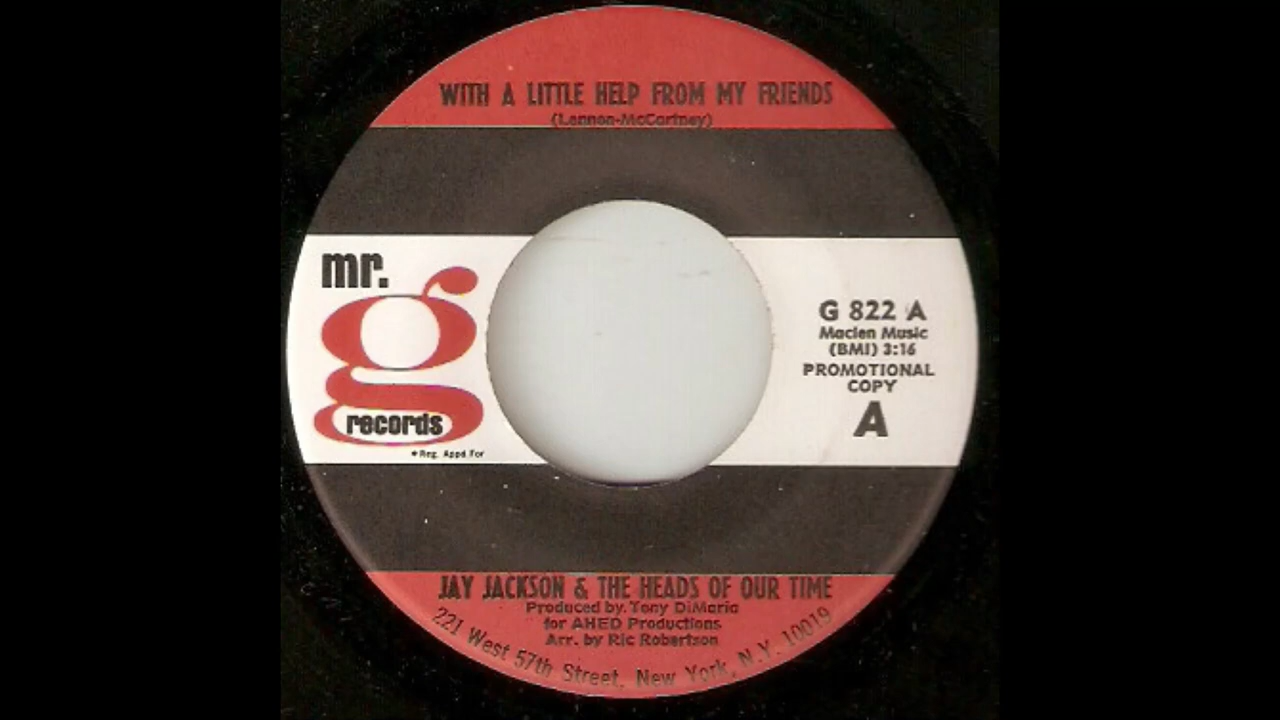 WITH A LITTLE HELP FROM MY FRIENDS
(Lennon-McCartney)
mr.
g
records
Reg. Appd For
G 822 A
Maclen Music
(BMI) 3:16
PROMOTIONAL
COPY
A
JAY JACKSON & THE HEADS OF OUR TIME
Produced by Tony DiMaria
for AHED Productions
Arr. by Ric Robertson
221 West 57th Street, New York, N.Y. 10019